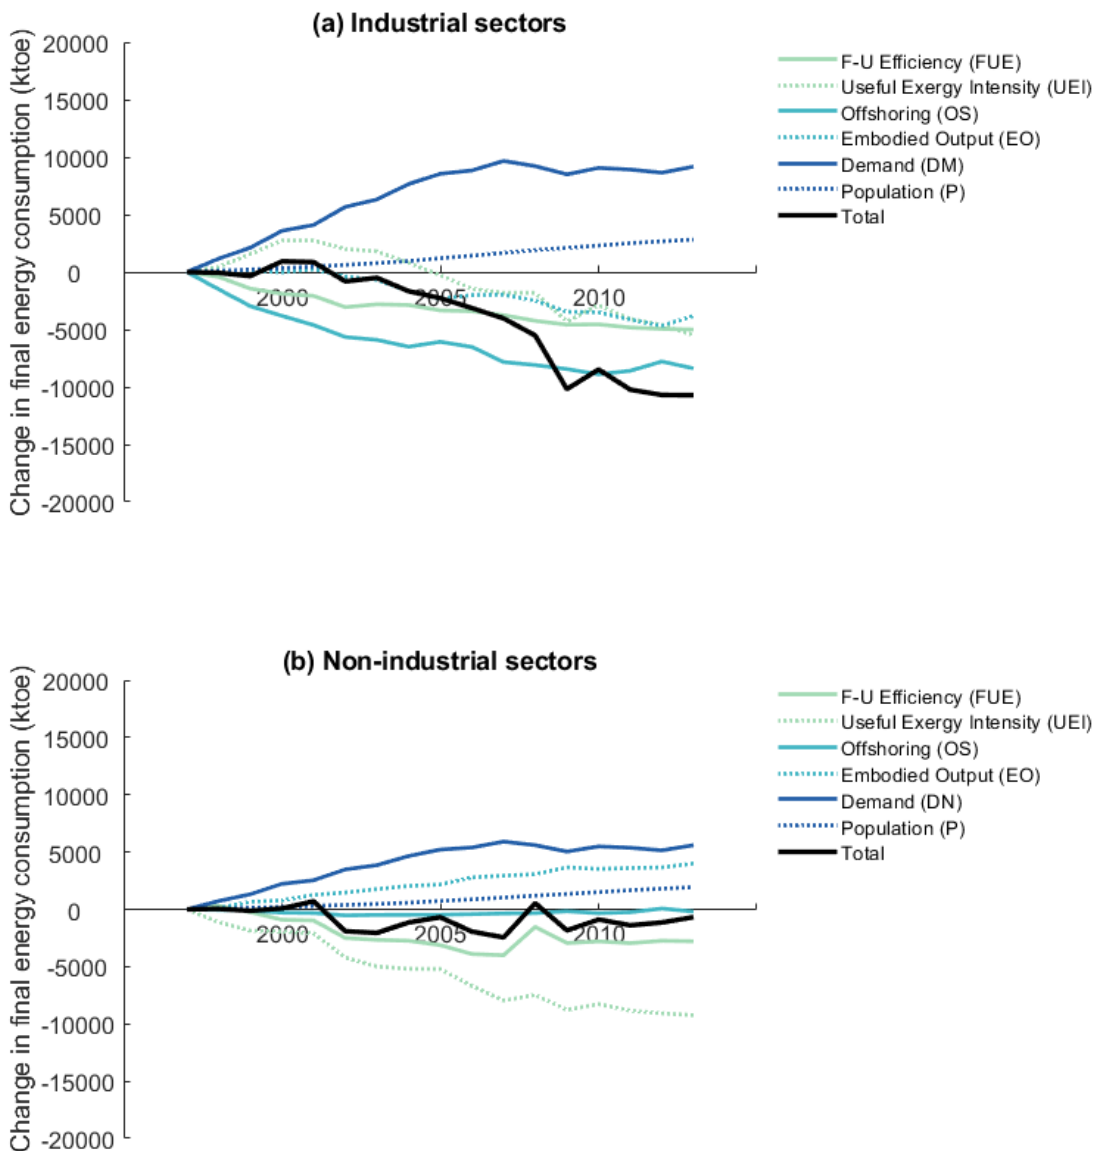 (a) Industrial sectors
Change in final energy consumption (ktoe)
20000
15000
10000
5000
0
-5000
-10000
-15000
-20000
2000
2005
2010
F-U Efficiency (FUE)
Useful Exergy Intensity (UEI)
Offshoring (OS)
Embodied Output (EO)
Demand (DM)
Population (P)
Total
(b) Non-industrial sectors
Change in final energy consumption (ktoe)
20000
15000
10000
5000
0
-5000
-10000
-15000
-20000
2000
2005
2010
F-U Efficiency (FUE)
Useful Exergy Intensity (UEI)
Offshoring (OS)
Embodied Output (EO)
Demand (DN)
Population (P)
Total